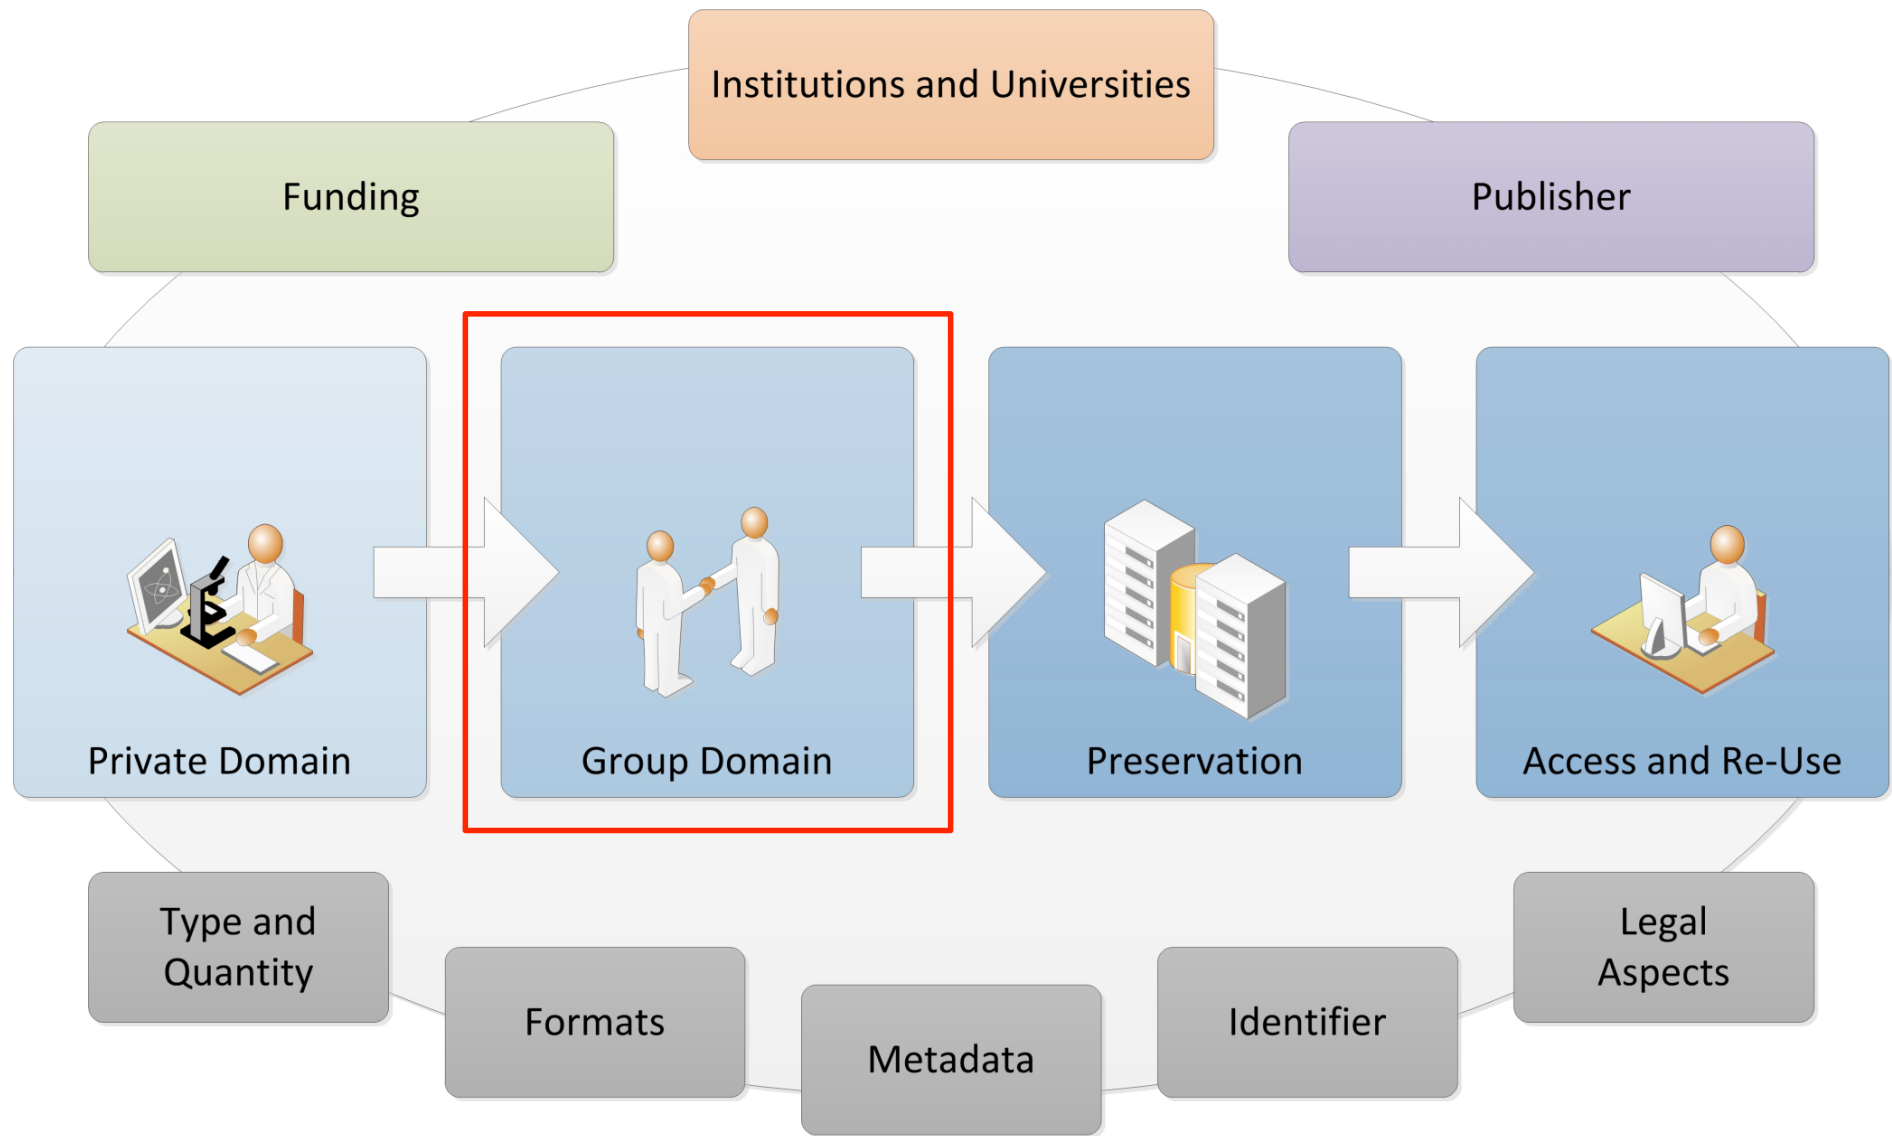 Institutions and Universities
Funding
Publisher
Private Domain
Group Domain
Preservation
Access and Re-Use
Type and
Quantity
Formats
Metadata
Identifier
Legal
Aspects